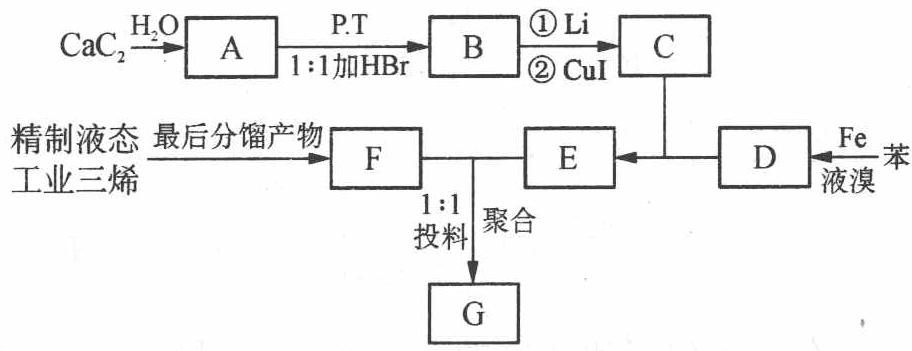 CaC₂ H₂O A P.T 1∶1加HBr B ① Li ② CuI C
精制液态 最后分馏产物 F E D Fe 液溴 苯
工业三烯
1∶1 投料 聚合
G